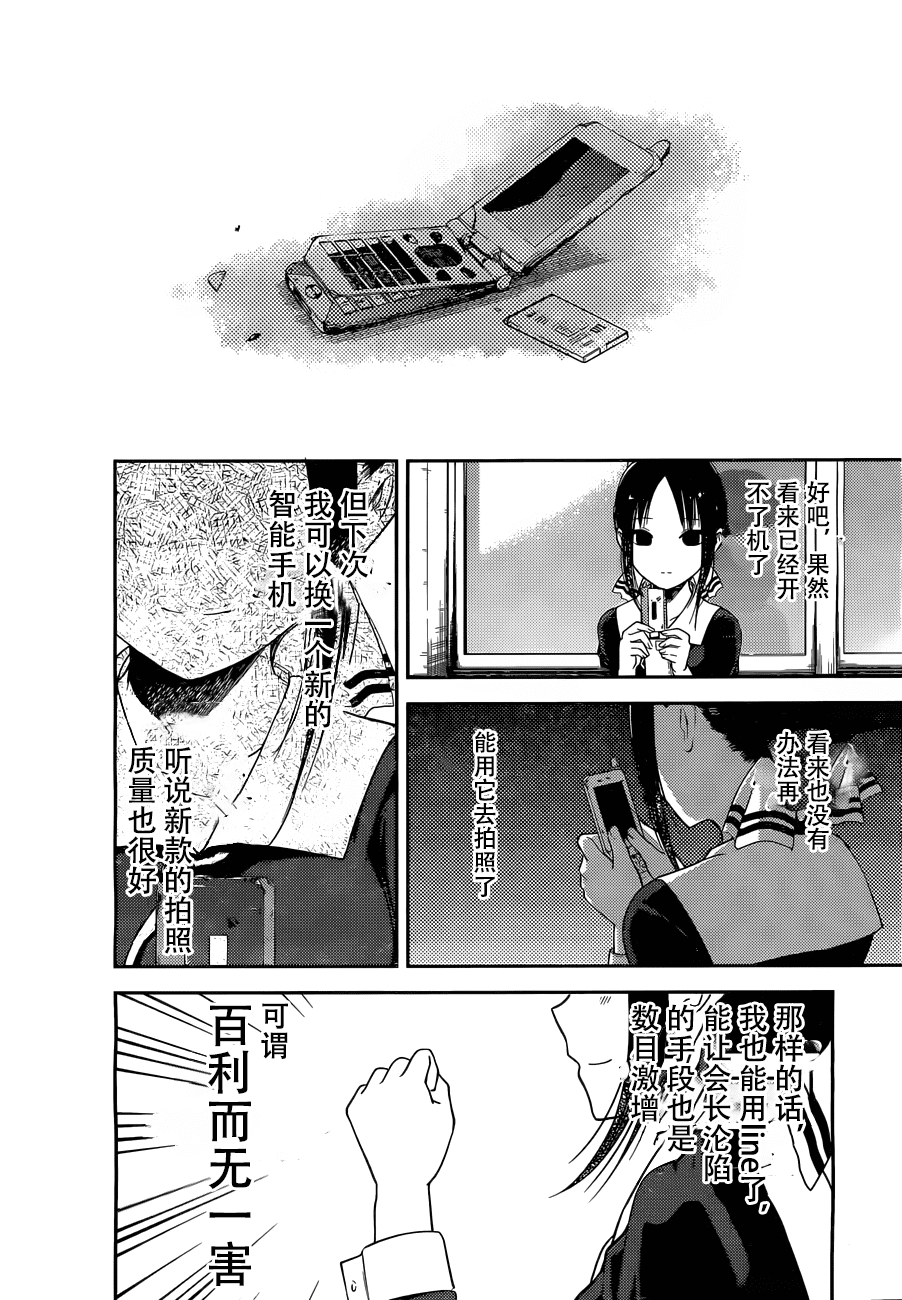 好吧，果然
看来已经开
不了机了
看来也没有
办法再
能用它去拍照了
但下次
我可以换一个新的
智能手机
听说新款的拍照
质量也很好
那样的话，
我也能用line了，
能让会长沦陷
的手段也是
数目激增
可谓
百利而无一害